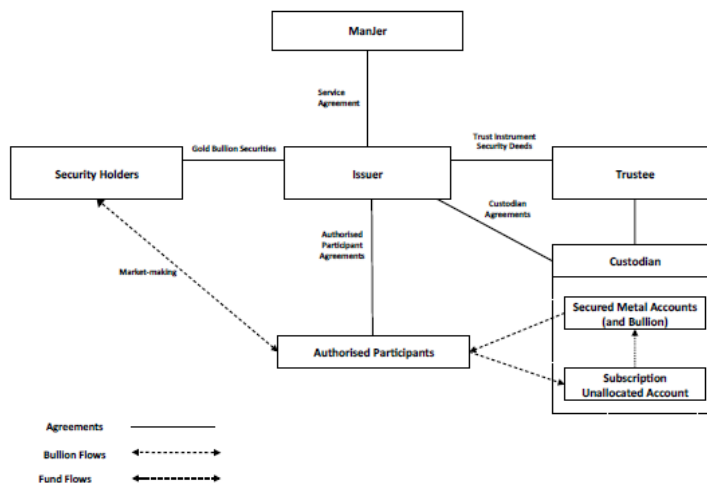 ManJer
Service
Agreement
Gold Bullion Securities
Trust Instrument
Security Deeds
Security Holders
Issuer
Trustee
Custodian
Agreements
Authorised
Participant
Agreements
Custodian
Market-making
Secured Metal Accounts
(and Bullion)
Authorised Participants
Subscription
Unallocated Account
Agreements
Bullion Flows
Fund Flows